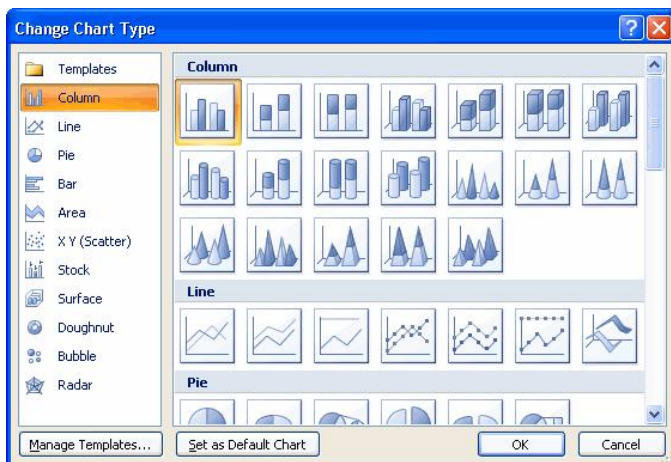 Change Chart Type
Templates
Column
Line
Pie
Bar
Area
X Y (Scatter)
Stock
Surface
Doughnut
Bubble
Radar
Column
Line
Pie
Manage Templates...
Set as Default Chart
OK
Cancel